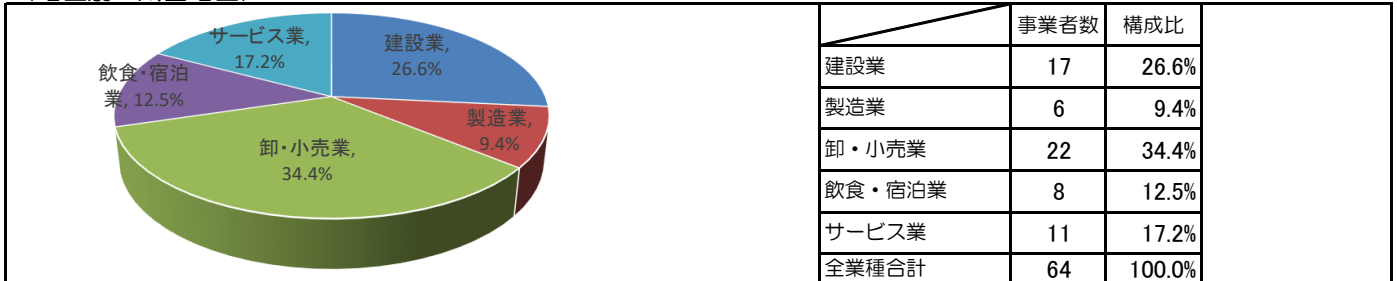 サービス業,
17.2%
建設業,
26.6%
飲食・宿泊
業, 12.5%
製造業,
9.4%
卸・小売業,
34.4%
事業者数 構成比
建設業 17 26.6%
製造業 6 9.4%
卸・小売業 22 34.4%
飲食・宿泊業 8 12.5%
サービス業 11 17.2%
全業種合計 64 100.0%